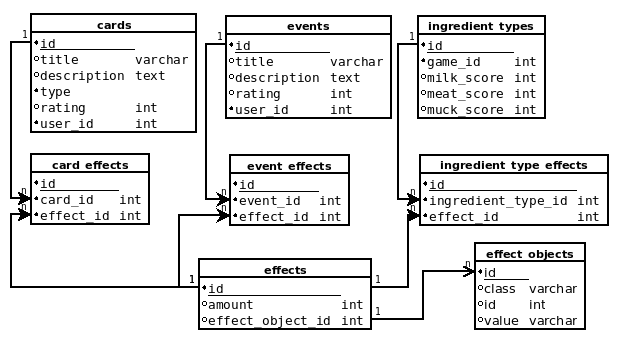 cards
id
title varchar
description text
type
rating int
user_id int
events
id
title varchar
description text
rating int
user_id int
ingredient types
id
game_id int
milk_score int
meat_score int
muck_score int
1
1
1
card effects
id
card_id int
effect_id int
n
n
event effects
id
event_id int
effect_id int
n
n
ingredient type effects
id
ingredient_type_id int
effect_id int
n
n
effects
id
amount int
effect_object_id int
1
1
1
effect objects
id
class varchar
id int
value varchar
n